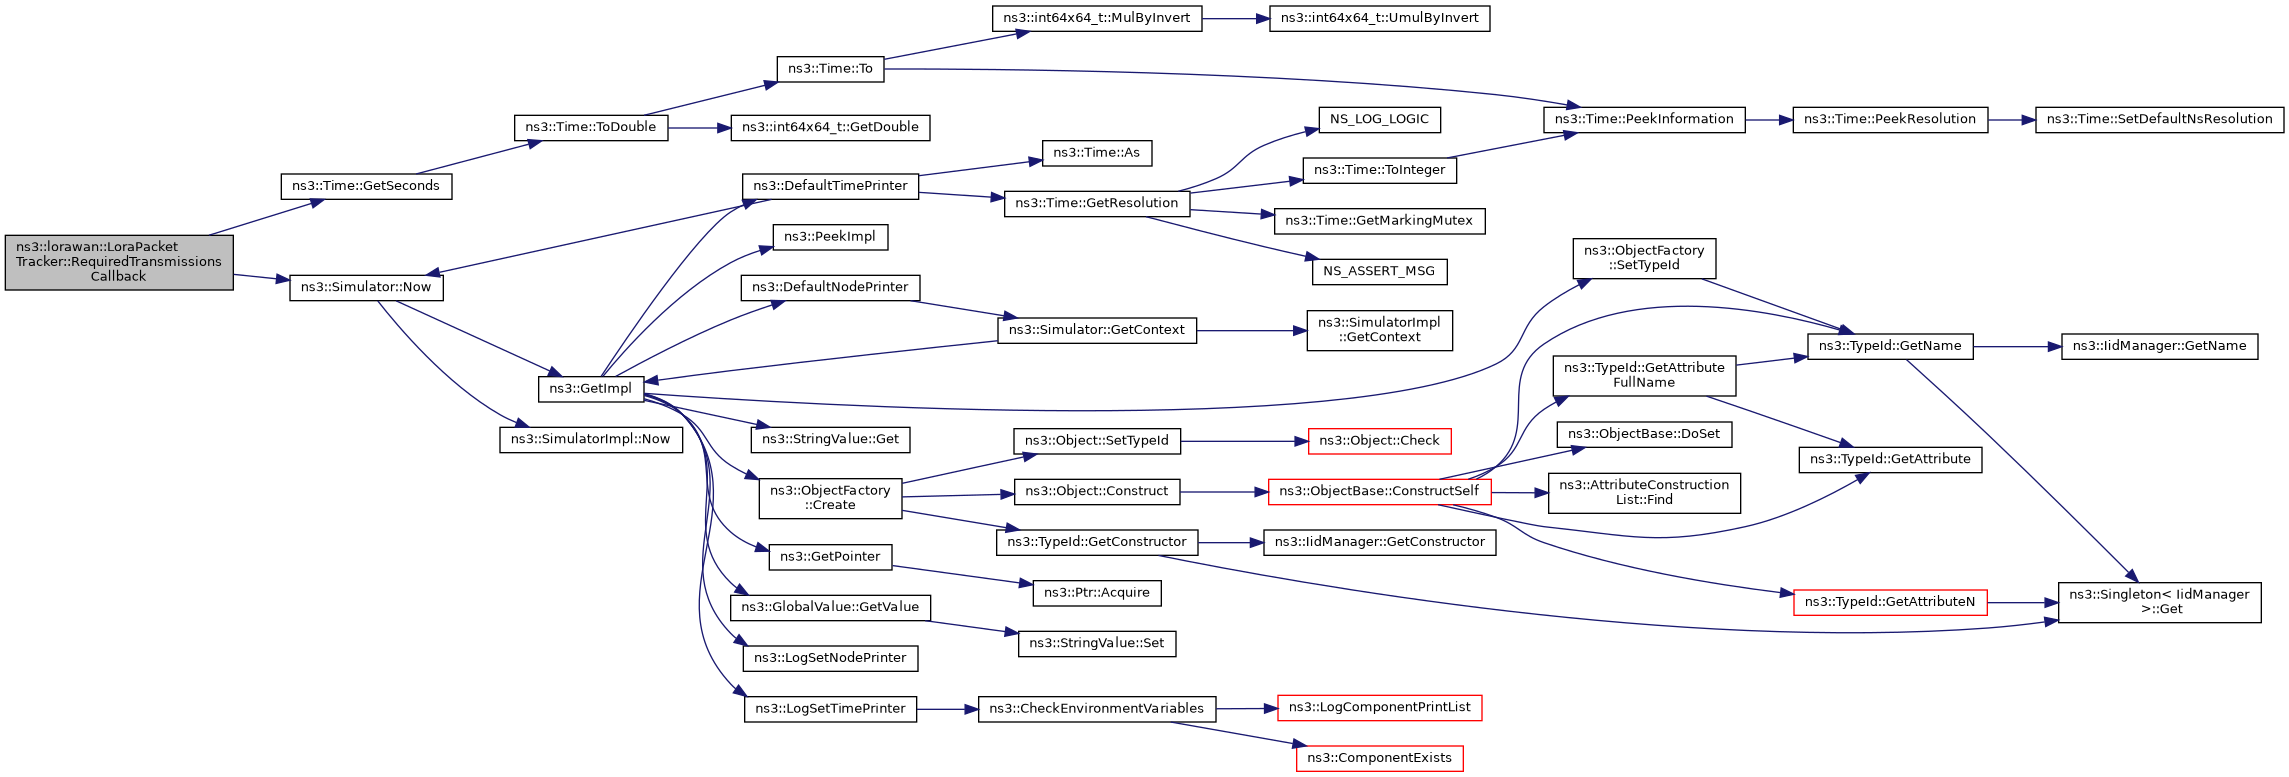 ns3::int64x64_t::MulByInvert
ns3::int64x64_t::UmulByInvert
ns3::Time::To
ns3::Time::ToDouble
ns3::int64x64_t::GetDouble
NS_LOG_LOGIC
ns3::Time::PeekInformation
ns3::Time::PeekResolution
ns3::Time::SetDefaultNsResolution
ns3::Time::As
ns3::Time::ToInteger
ns3::Time::GetSeconds
ns3::DefaultTimePrinter
ns3::Time::GetResolution
ns3::Time::GetMarkingMutex
ns3::lorawan::LoraPacket
Tracker::RequiredTransmissions
Callback
ns3::PeekImpl
NS_ASSERT_MSG
ns3::ObjectFactory
::SetTypeId
ns3::Simulator::Now
ns3::DefaultNodePrinter
ns3::Simulator::GetContext
ns3::SimulatorImpl
::GetContext
ns3::TypeId::GetName
ns3::IidManager::GetName
ns3::GetImpl
ns3::TypeId::GetAttribute
FullName
ns3::SimulatorImpl::Now
ns3::StringValue::Get
ns3::Object::SetTypeId
ns3::Object::Check
ns3::ObjectBase::DoSet
ns3::TypeId::GetAttribute
ns3::ObjectFactory
::Create
ns3::Object::Construct
ns3::ObjectBase::ConstructSelf
ns3::AttributeConstruction
List::Find
ns3::TypeId::GetConstructor
ns3::IidManager::GetConstructor
ns3::GetPointer
ns3::Ptr::Acquire
ns3::GlobalValue::GetValue
ns3::TypeId::GetAttributeN
ns3::Singleton< IidManager
>::Get
ns3::StringValue::Set
ns3::LogSetNodePrinter
ns3::LogSetTimePrinter
ns3::CheckEnvironmentVariables
ns3::LogComponentPrintList
ns3::ComponentExists